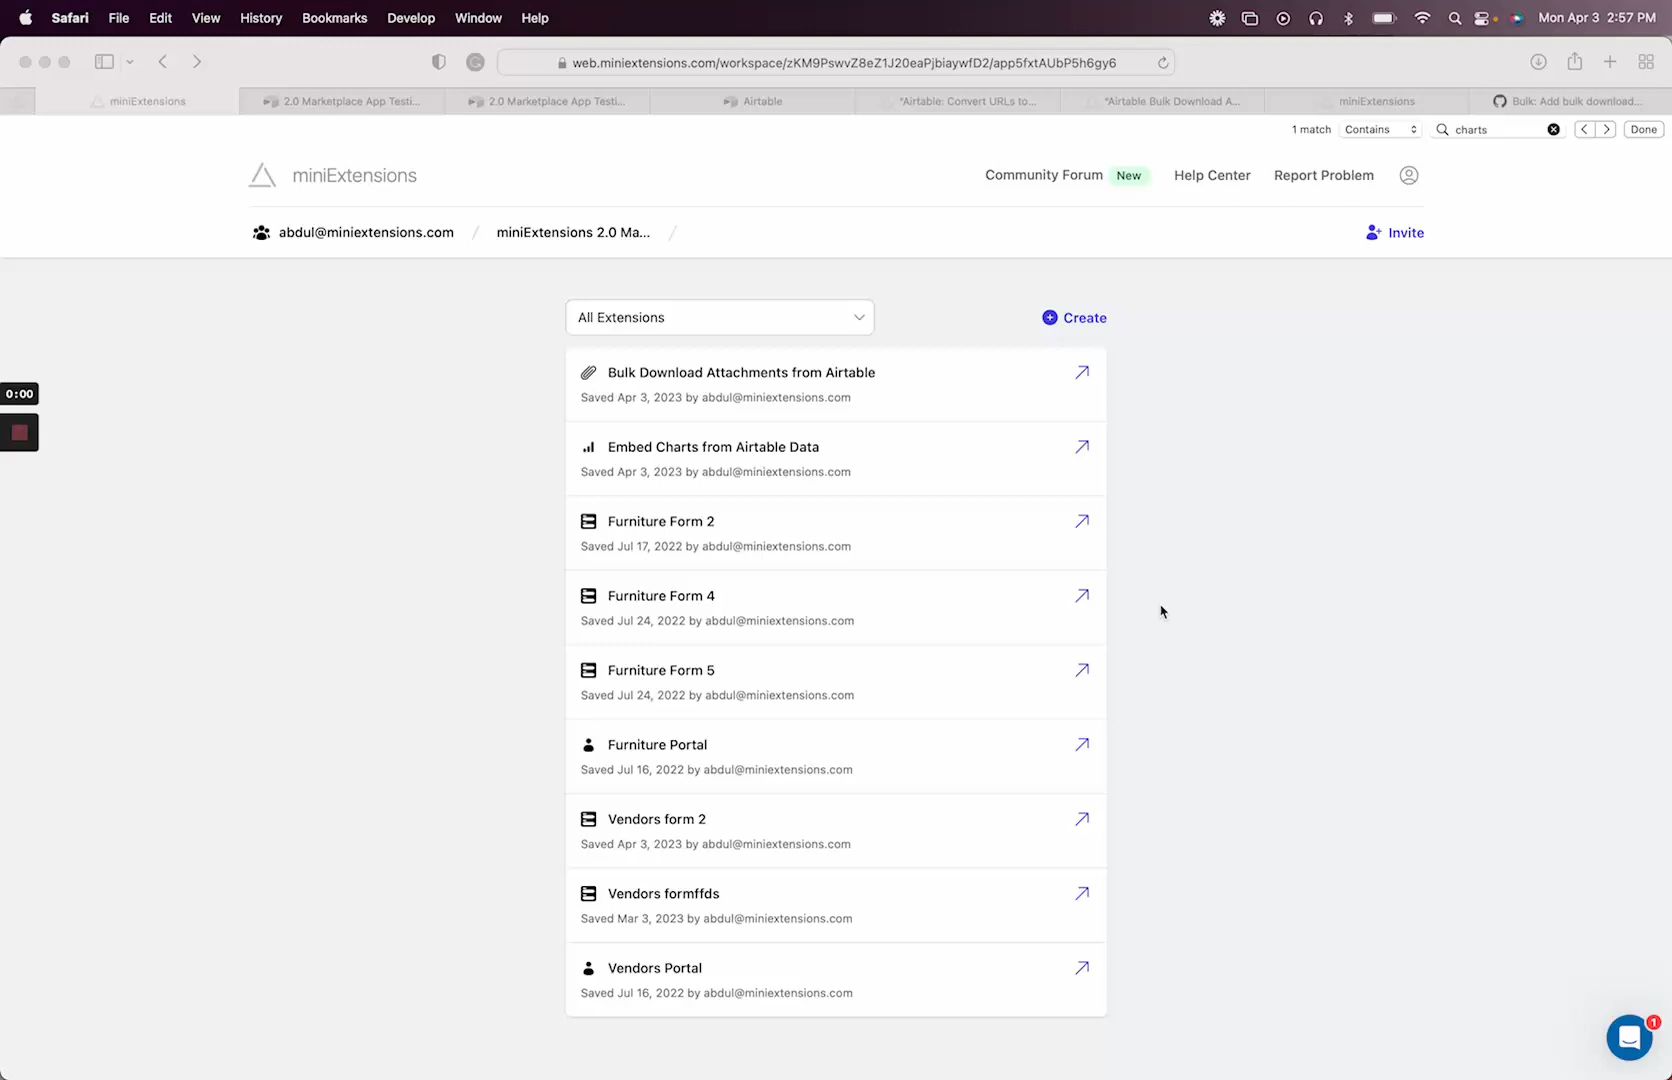 Safari File Edit View History Bookmarks Develop Window Help Mon Apr 3 2:57 PM
web.miniextensions.com/workspace/zKM9PswvZ8eZ1J20eaPjbiaywfD2/app5fxtAUbP5h6gy6
miniExtensions 2.0 Marketplace App Testi... 2.0 Marketplace App Testi... Airtable "Airtable: Convert URLs to... "Airtable Bulk Download A... miniExtensions Bulk: Add bulk download...
1 match Contains charts Done
miniExtensions Community Forum New Help Center Report Problem
abdul@miniextensions.com / miniExtensions 2.0 Ma... / Invite
All Extensions Create
Bulk Download Attachments from Airtable
Saved Apr 3, 2023 by abdul@miniextensions.com
0:00
Embed Charts from Airtable Data
Saved Apr 3, 2023 by abdul@miniextensions.com
Furniture Form 2
Saved Jul 17, 2022 by abdul@miniextensions.com
Furniture Form 4
Saved Jul 24, 2022 by abdul@miniextensions.com
Furniture Form 5
Saved Jul 24, 2022 by abdul@miniextensions.com
Furniture Portal
Saved Jul 16, 2022 by abdul@miniextensions.com
Vendors form 2
Saved Apr 3, 2023 by abdul@miniextensions.com
Vendors formffds
Saved Mar 3, 2023 by abdul@miniextensions.com
Vendors Portal
Saved Jul 16, 2022 by abdul@miniextensions.com
1